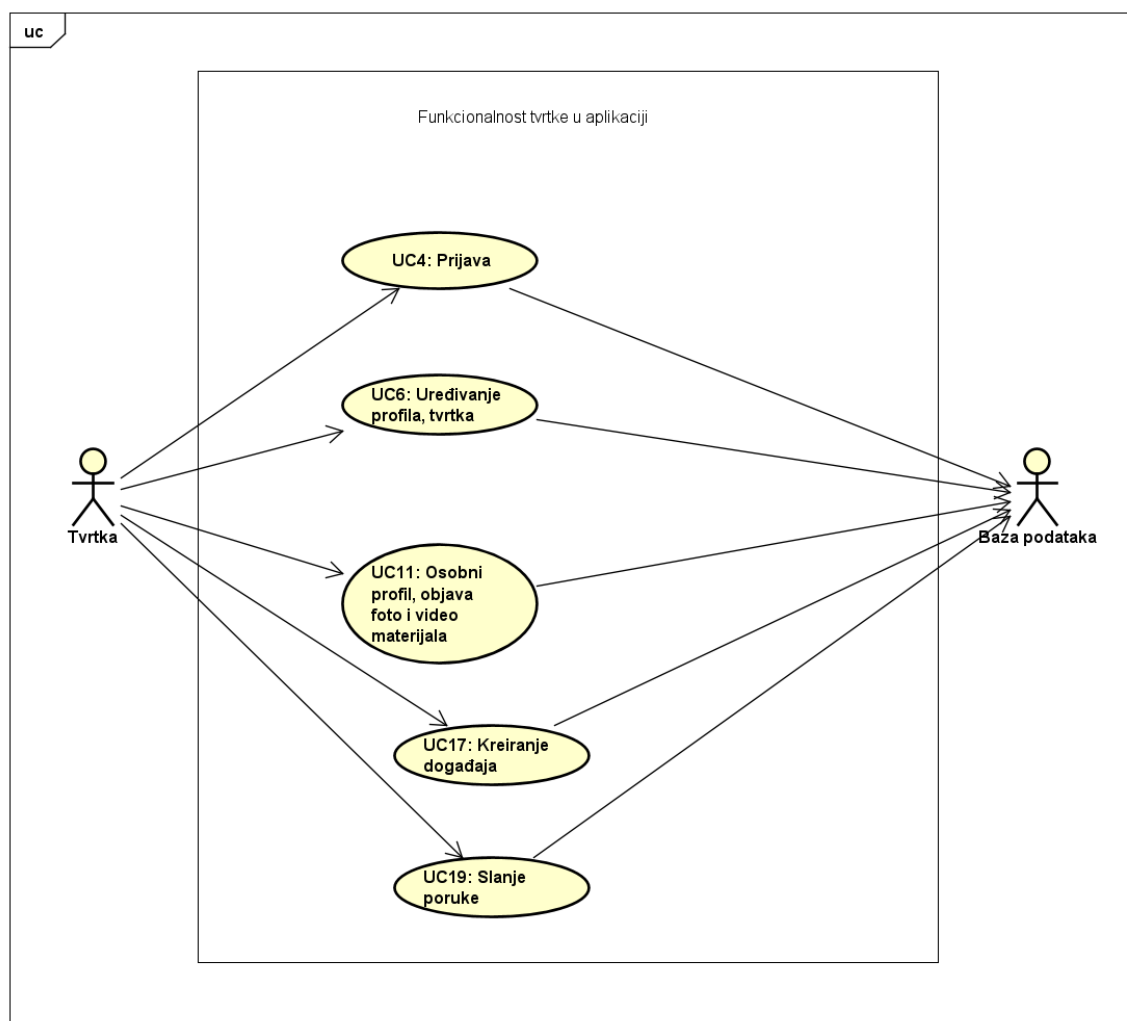 uc
Funkcionalnost tvrtke u aplikaciji
UC4: Prijava
UC6: Uređivanje
profila, tvrtka
Tvrtka
Baza podataka
UC11: Osobni
profil, objava
foto i video
materijala
UC17: Kreiranje
događaja
UC19: Slanje
poruke